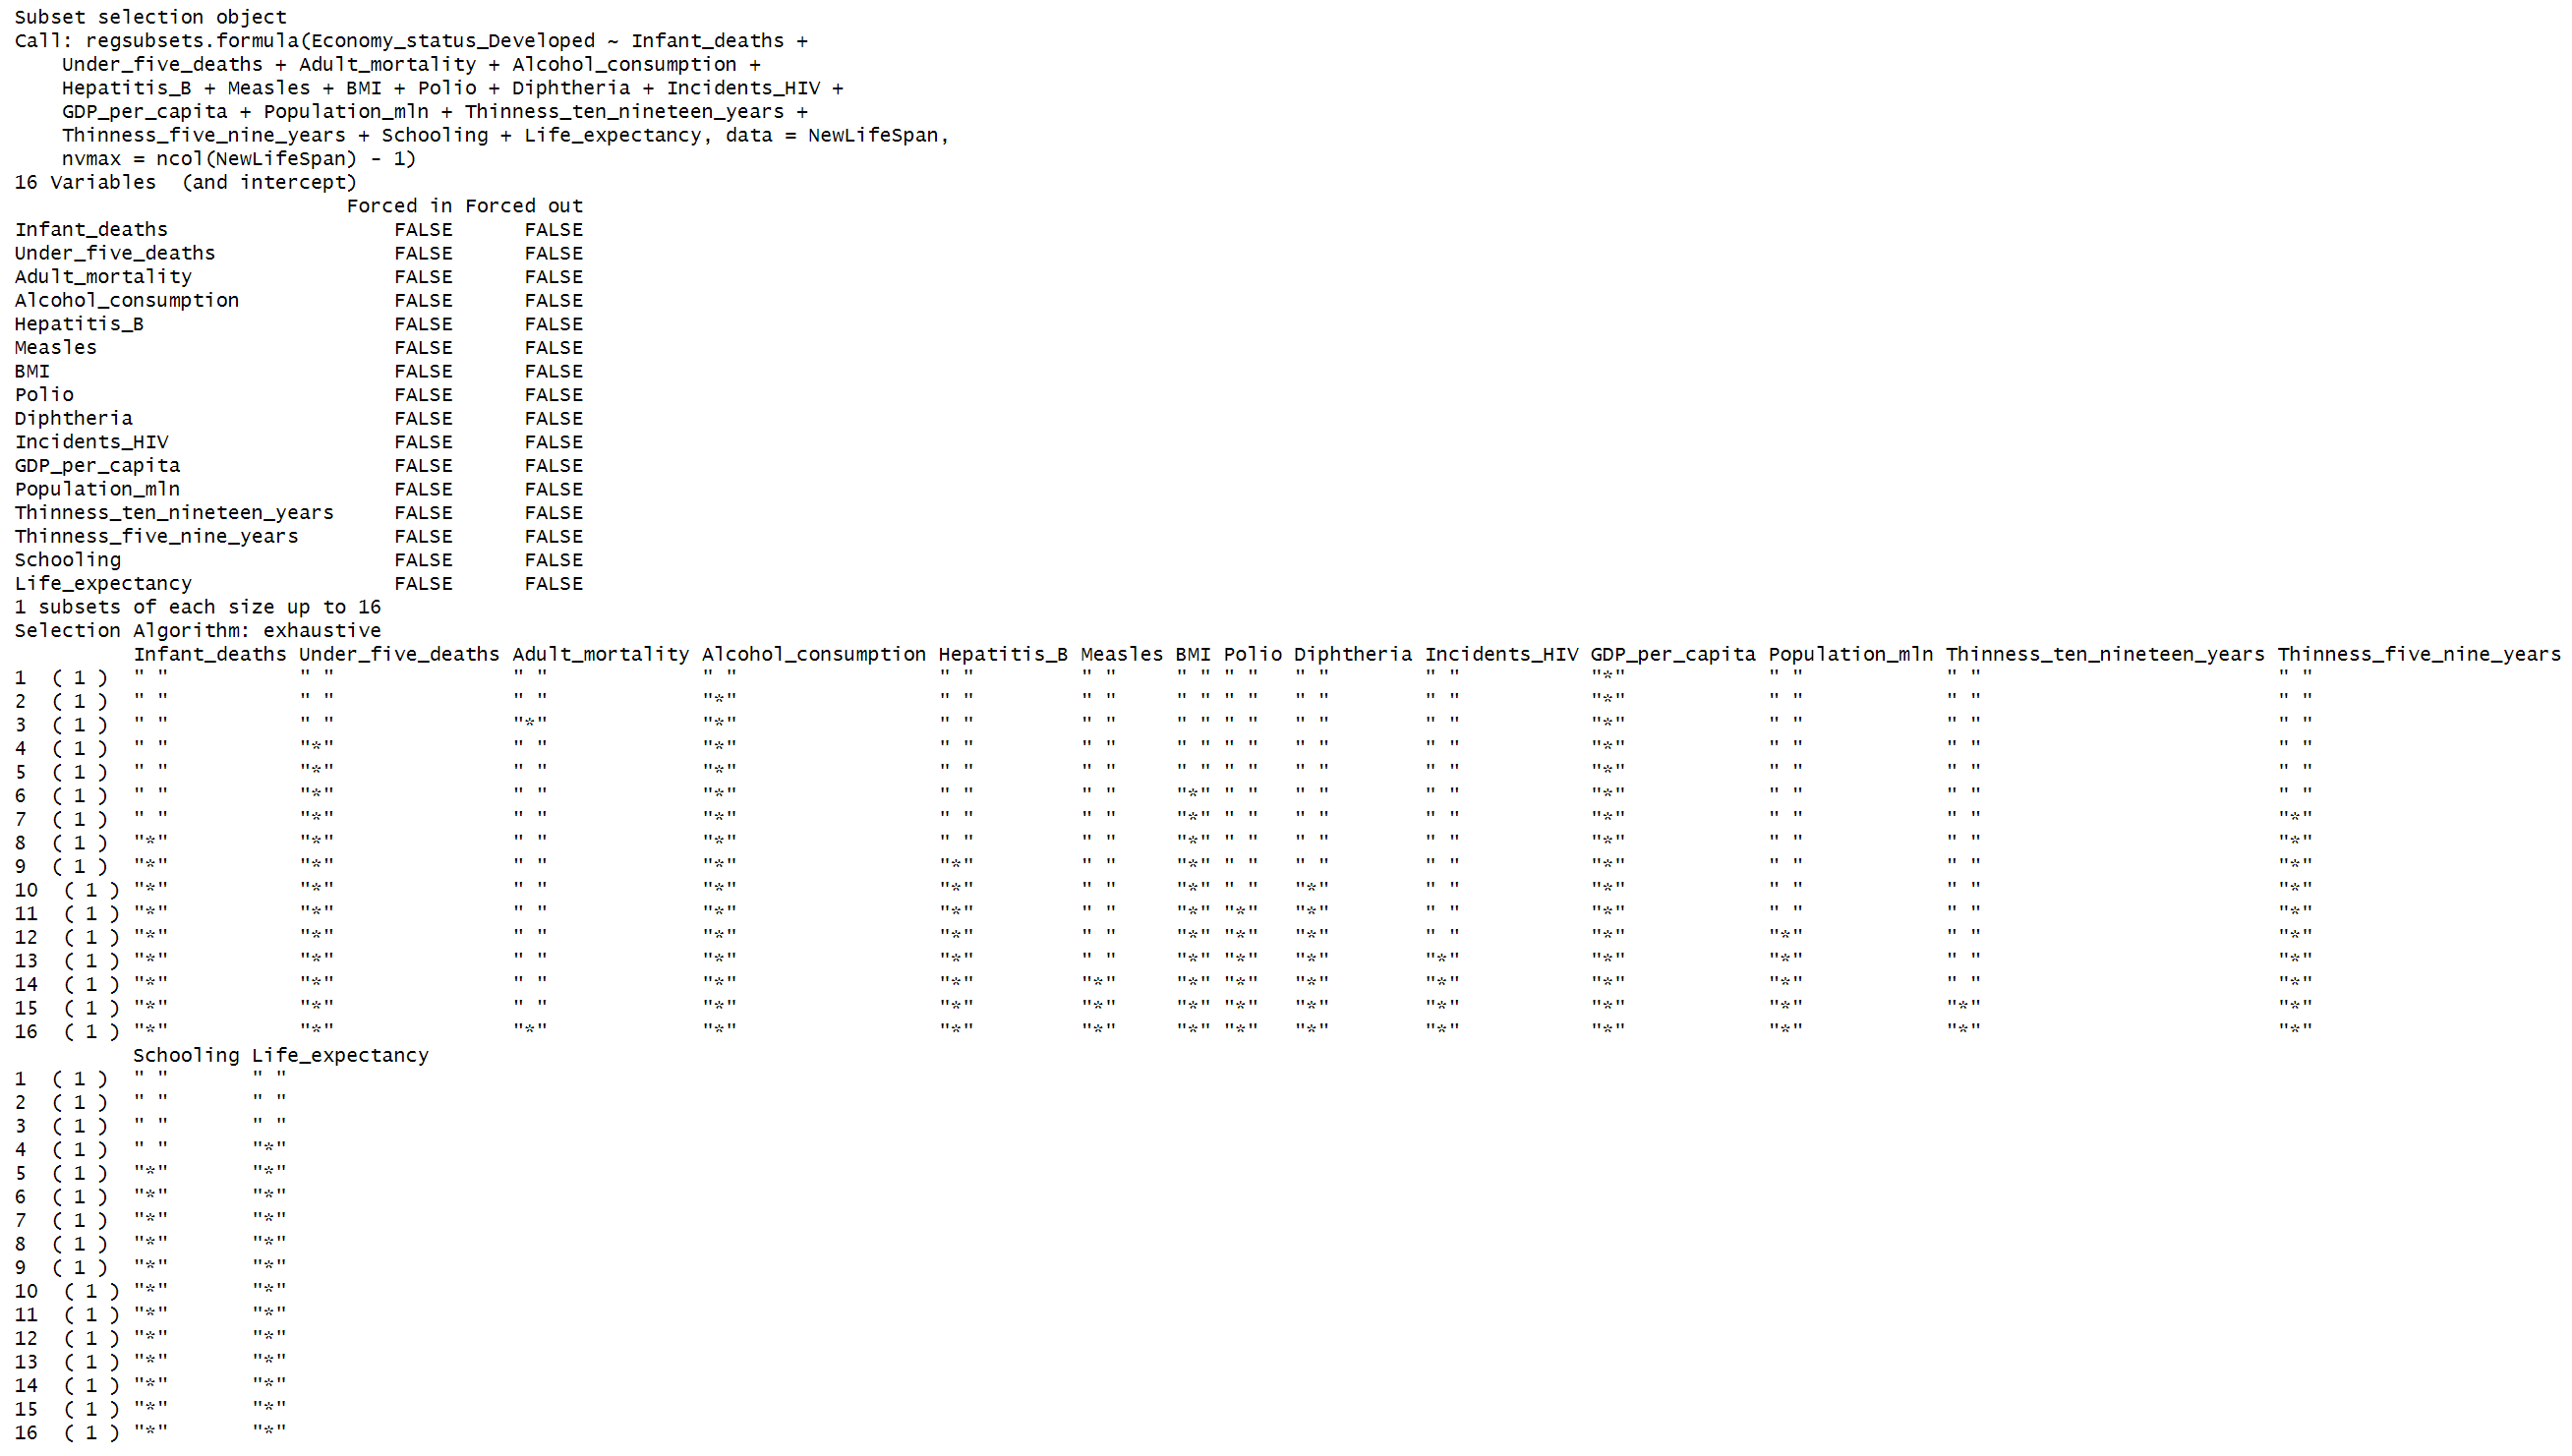 Subset selection object
Call: regsubsets.formula(Economy_status_Developed ~ Infant_deaths +
    Under_five_deaths + Adult_mortality + Alcohol_consumption +
    Hepatitis_B + Measles + BMI + Polio + Diphtheria + Incidents_HIV +
    GDP_per_capita + Population_mln + Thinness_ten_nineteen_years +
    Thinness_five_nine_years + Schooling + Life_expectancy, data = NewLifeSpan,
    nvmax = ncol(NewLifeSpan) - 1)
16 Variables  (and intercept)
                            Forced in Forced out
Infant_deaths                   FALSE      FALSE
Under_five_deaths               FALSE      FALSE
Adult_mortality                 FALSE      FALSE
Alcohol_consumption             FALSE      FALSE
Hepatitis_B                     FALSE      FALSE
Measles                         FALSE      FALSE
BMI                             FALSE      FALSE
Polio                           FALSE      FALSE
Diphtheria                      FALSE      FALSE
Incidents_HIV                   FALSE      FALSE
GDP_per_capita                  FALSE      FALSE
Population_mln                  FALSE      FALSE
Thinness_ten_nineteen_years     FALSE      FALSE
Thinness_five_nine_years        FALSE      FALSE
Schooling                       FALSE      FALSE
Life_expectancy                 FALSE      FALSE
1 subsets of each size up to 16
Selection Algorithm: exhaustive
          Infant_deaths Under_five_deaths Adult_mortality Alcohol_consumption Hepatitis_B Measles BMI Polio Diphtheria Incidents_HIV GDP_per_capita Population_mln Thinness_ten_nineteen_years Thinness_five_nine_years
1  ( 1 )  " " " " " " " " " " " " " " " " " " " " "*" " " " " " "
2  ( 1 )  " " " " " " "*" " " " " " " " " " " " " "*" " " " " " "
3  ( 1 )  " " " " "*" "*" " " " " " " " " " " " " "*" " " " " " "
4  ( 1 )  " " "*" " " "*" " " " " " " " " " " " " "*" " " " " " "
5  ( 1 )  " " "*" " " "*" " " " " " " " " " " " " "*" " " " " " "
6  ( 1 )  " " "*" " " "*" " " " " "*" " " " " " " "*" " " " " " "
7  ( 1 )  " " "*" " " "*" " " " " "*" " " " " " " "*" " " " " "*"
8  ( 1 )  "*" "*" " " "*" " " " " "*" " " " " " " "*" " " " " "*"
9  ( 1 )  "*" "*" " " "*" "*" " " "*" " " " " " " "*" " " " " "*"
10  ( 1 ) "*" "*" " " "*" "*" " " "*" " " "*" " " "*" " " " " "*"
11  ( 1 ) "*" "*" " " "*" "*" " " "*" "*" "*" " " "*" " " " " "*"
12  ( 1 ) "*" "*" " " "*" "*" " " "*" "*" "*" " " "*" "*" " " "*"
13  ( 1 ) "*" "*" " " "*" "*" " " "*" "*" "*" "*" "*" "*" " " "*"
14  ( 1 ) "*" "*" " " "*" "*" "*" "*" "*" "*" "*" "*" "*" " " "*"
15  ( 1 ) "*" "*" " " "*" "*" "*" "*" "*" "*" "*" "*" "*" "*" "*"
16  ( 1 ) "*" "*" "*" "*" "*" "*" "*" "*" "*" "*" "*" "*" "*" "*"
          Schooling Life_expectancy
1  ( 1 )  " "       " "
2  ( 1 )  " "       " "
3  ( 1 )  " "       " "
4  ( 1 )  " "       "*"
5  ( 1 )  "*"       "*"
6  ( 1 )  "*"       "*"
7  ( 1 )  "*"       "*"
8  ( 1 )  "*"       "*"
9  ( 1 )  "*"       "*"
10  ( 1 ) "*"       "*"
11  ( 1 ) "*"       "*"
12  ( 1 ) "*"       "*"
13  ( 1 ) "*"       "*"
14  ( 1 ) "*"       "*"
15  ( 1 ) "*"       "*"
16  ( 1 ) "*"       "*"